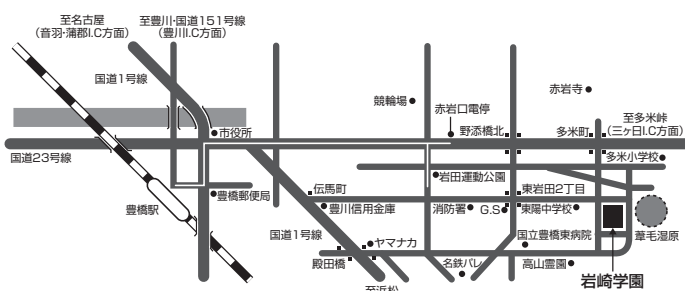 至名古屋
(音羽・蒲郡I.C方面)
至豊川・国道151号線
(豊川I.C方面)
国道1号線
競輪場
赤岩寺
赤岩口電停
至多米峠
(三ヶ日I.C方面)
市役所
野添橋北
多米町
国道23号線
多米小学校
岩田運動公園
豊橋郵便局
伝馬町
東岩田2丁目
豊橋駅
豊川信用金庫
消防署
G.S
東陽中学校
国道1号線
ヤマナカ
国立豊橋東病院
葦毛湿原
殿田橋
名鉄パレ
高山霊園
岩崎学園
至浜松